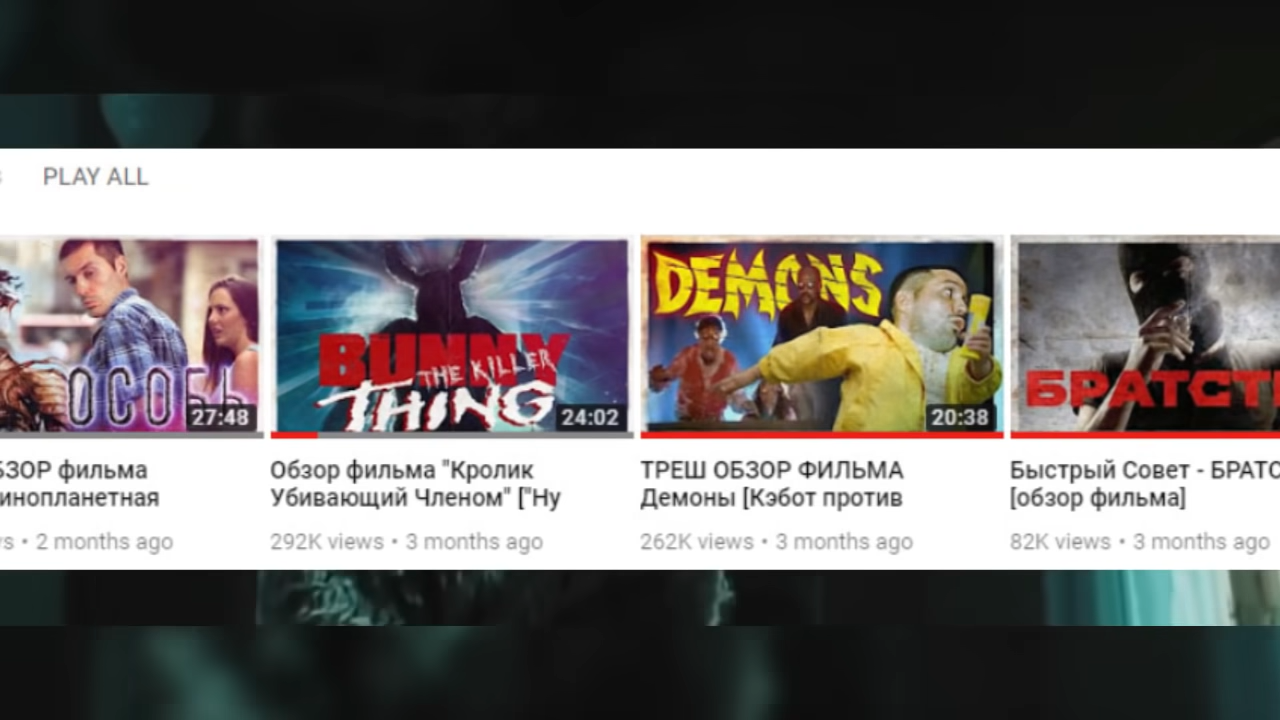 PLAY ALL
ОСОБЬ
27:48
BUNNY
THE KILLER
THING
24:02
DEMONS
20:38
БРАТСТ
БЗОР фильма
инопланетная
2 months ago
Обзор фильма "Кролик
Убивающий Членом" ["Ну
292K views • 3 months ago
ТРЕШ ОБЗОР ФИЛЬМА
Демоны [Кэбот против
262K views • 3 months ago
Быстрый Совет - БРАТС
[обзор фильма]
82K views • 3 months ago